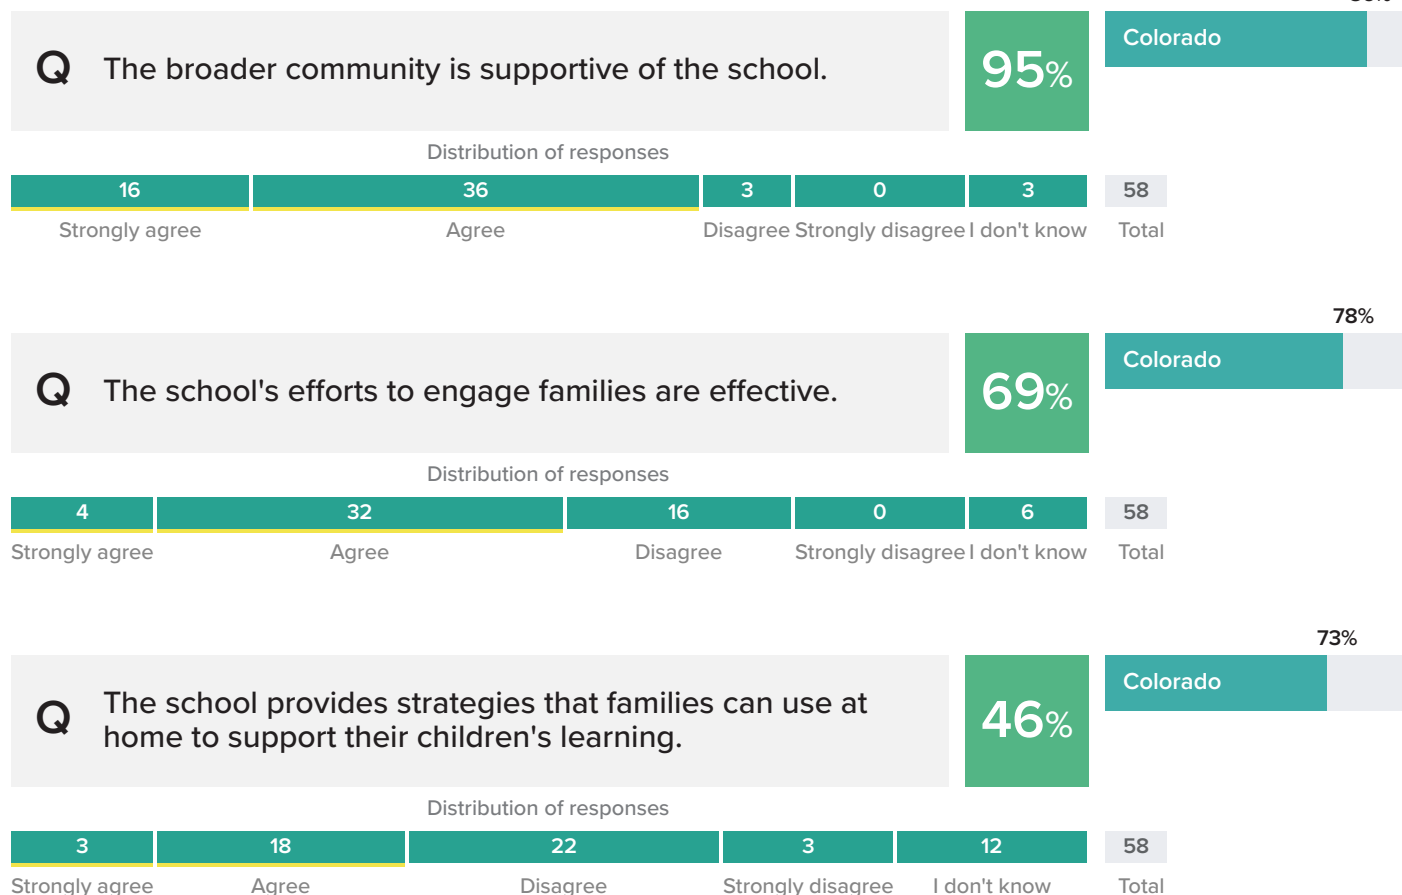 Q The broader community is supportive of the school.
95%
Colorado
Distribution of responses
16 36 3 0 3 58
Strongly agree Agree Disagree Strongly disagree I don't know Total
78%
Q The school's efforts to engage families are effective.
69%
Colorado
Distribution of responses
4 32 16 0 6 58
Strongly agree Agree Disagree Strongly disagree I don't know Total
73%
Q The school provides strategies that families can use at
home to support their children's learning.
46%
Colorado
Distribution of responses
3 18 22 3 12 58
Strongly agree Agree Disagree Strongly disagree I don't know Total